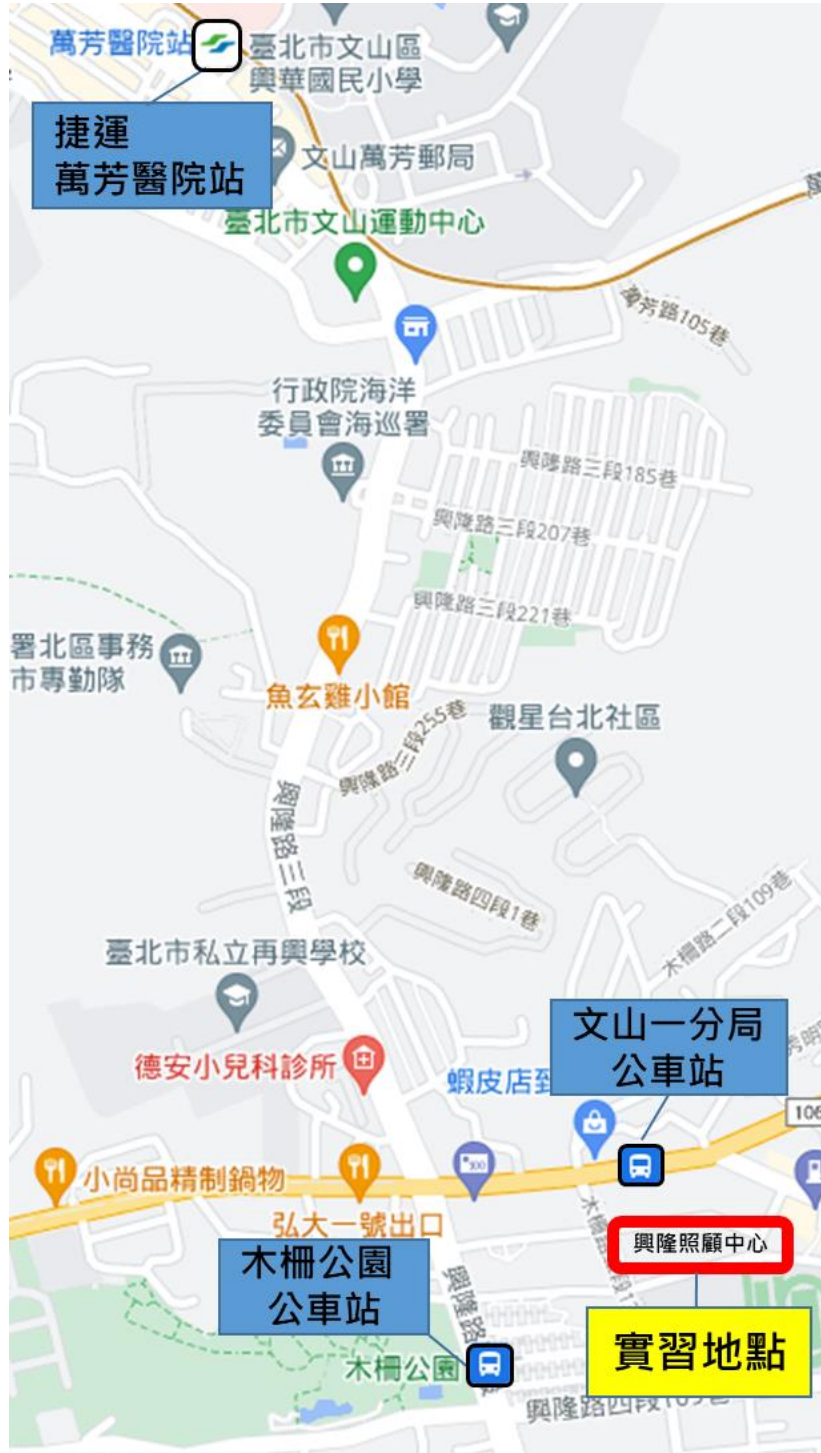 萬芳醫院站
臺北市文山區
興華國民小學
捷運
萬芳醫院站
文山萬芳郵局
臺北市文山運動中心
萬芳路105巷
行政院海洋
委員會海巡署
興隆路三段185巷
興隆路三段207巷
興隆路三段221巷
署北區事務
市專勤隊
魚玄雞小館
興隆路三段255巷
觀星台北社區
興隆路三段
興隆路四段1巷
木柵路二段109巷
臺北市私立再興學校
文山一分局
公車站
秀明
德安小兒科診所
蝦皮店到
106
小尚品精制鍋物
弘大一號出口
木柵公園
公車站
興隆照顧中心
實習地點
木柵公園
興隆路